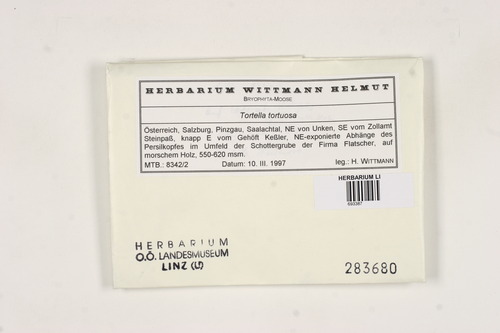 HERBARIUM WITTMANN HELMUT
BRYOPHYTA-MOOSE
Tortella tortuosa
Österreich, Salzburg, Pinzgau, Saalachtal, NE von Unken, SE vom Zollamt
Steinpaß, knapp E vom Gehöft Keßler, NE-exponierte Abhänge des
Persilkopfes im Umfeld der Schottergrube der Firma Flatscher, auf
morschem Holz, 550-620 msm.
MTB.: 8342/2 Datum: 10. III. 1997 leg.: H. WITTMANN
HERBARIUM LI
HERBARIUM
O.Ö. LANDESMUSEUM
LINZ (LI)
283680